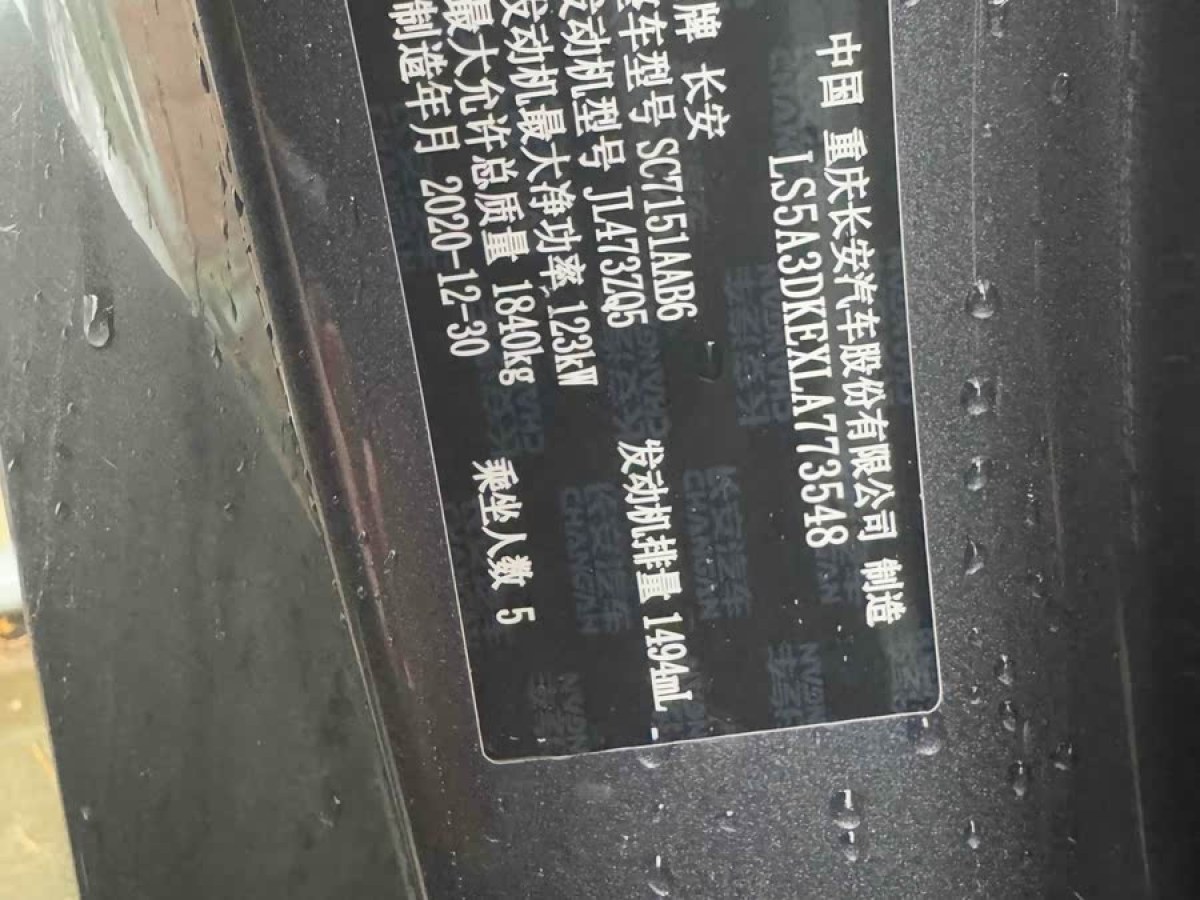 中国 重庆长安汽车股份有限公司 制造
LS5A3DKEXLA773548
牌 长安
车型号 SC7151AAB6
发动机型号 JL473ZQ5 发动机排量 1494mL
发动机最大净功率 123kW
最大允许总质量 1840kg 乘坐人数 5
制造年月 2020-12-30